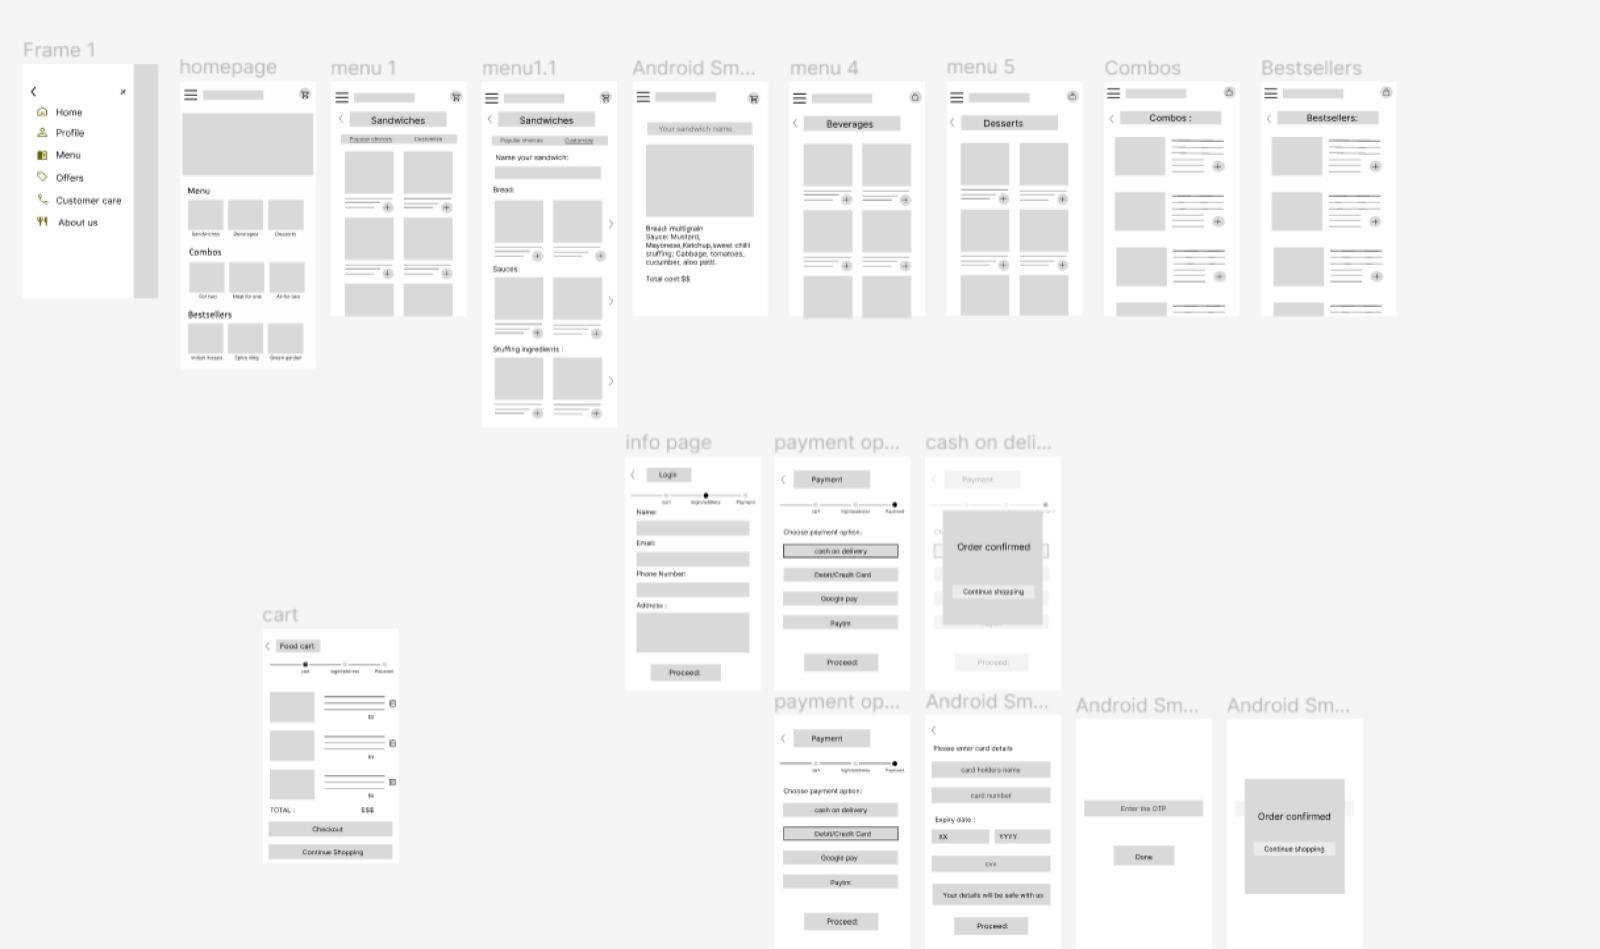 Frame 1
Home
Profile
Menu
Offers
Customer care
About us
homepage
Menu
Sandwiches
Beverages
Desserts
Combos
For two
Meal for one
All for one
Bestsellers
Spicy king
Green garden
menu 1
Sandwiches
Popular choices
Customize
menu1.1
Sandwiches
Popular choices
Customize
Name your sandwich:
Bread:
Sauces:
Stuffing ingredients :
Android Sm...
Your sandwich name
Bread: multigrain
Sauce: Mustard,
Mayonese,Ketchup,sweet chilli
stuffing: Cabbage, tomatoes,
cucumber, aloo patti.
Total cost:$$
menu 4
Beverages
menu 5
Desserts
Combos
Combos :
Bestsellers
Bestsellers:
info page
Login
cart
login/address
Payment
Name:
Email:
Phone Number:
Address :
Proceed:
payment op...
Payment
cart
login/address
Payment
Choose payment option:
cash on delivery
Debit/Credit Card
Google pay
Paytm
Proceed:
cash on deli...
Payment
Order confirmed
Continue shopping
Proceed:
cart
Food cart
cart
login/address
Payment
$$
$$
$$
TOTAL :
$$$
Checkout
Continue Shopping
payment op...
Payment
cart
login/address
Payment
Choose payment option:
cash on delivery
Debit/Credit Card
Google pay
Paytm
Proceed:
Android Sm...
Please enter card details
card holders name
card number
Expiry date :
XX
YYYY
Your details will be safe with us
Proceed:
Android Sm...
Enter the OTP
Done
Android Sm...
Order confirmed
Continue shopping